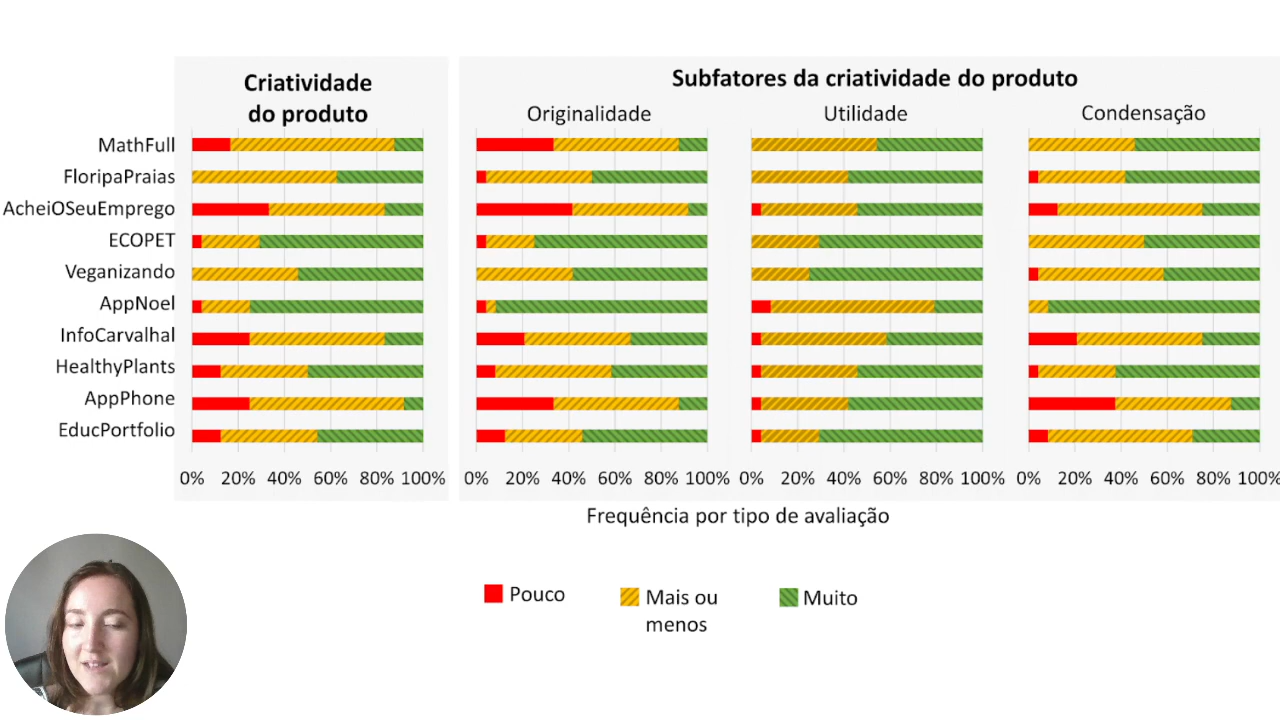 Criatividade
do produto
Subfatores da criatividade do produto
Originalidade
Utilidade
Condensação
MathFull
FloripaPraias
AcheiOSeuEmprego
ECOPET
Veganizando
AppNoel
InfoCarvalhal
HealthyPlants
AppPhone
EducPortfolio
0% 20% 40% 60% 80% 100%
0% 20% 40% 60% 80% 100%
0% 20% 40% 60% 80% 100%
0% 20% 40% 60% 80% 100%
Frequência por tipo de avaliação
Pouco
Mais ou
menos
Muito